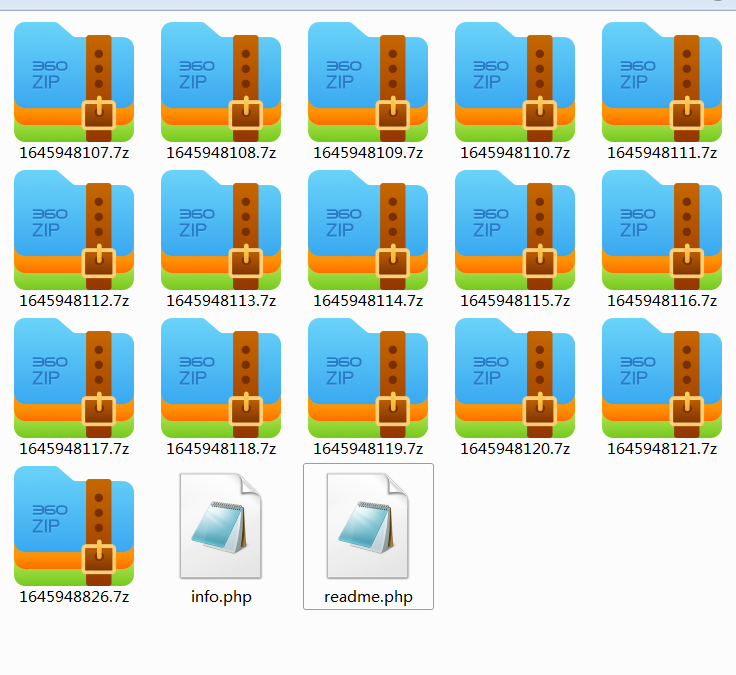 360 360 360 360 360
ZIP ZIP ZIP ZIP ZIP
1645948107.7z 1645948108.7z 1645948109.7z 1645948110.7z 1645948111.7z
360 360 360 360 360
ZIP ZIP ZIP ZIP ZIP
1645948112.7z 1645948113.7z 1645948114.7z 1645948115.7z 1645948116.7z
360 360 360 360 360
ZIP ZIP ZIP ZIP ZIP
1645948117.7z 1645948118.7z 1645948119.7z 1645948120.7z 1645948121.7z
360
ZIP
1645948826.7z info.php readme.php